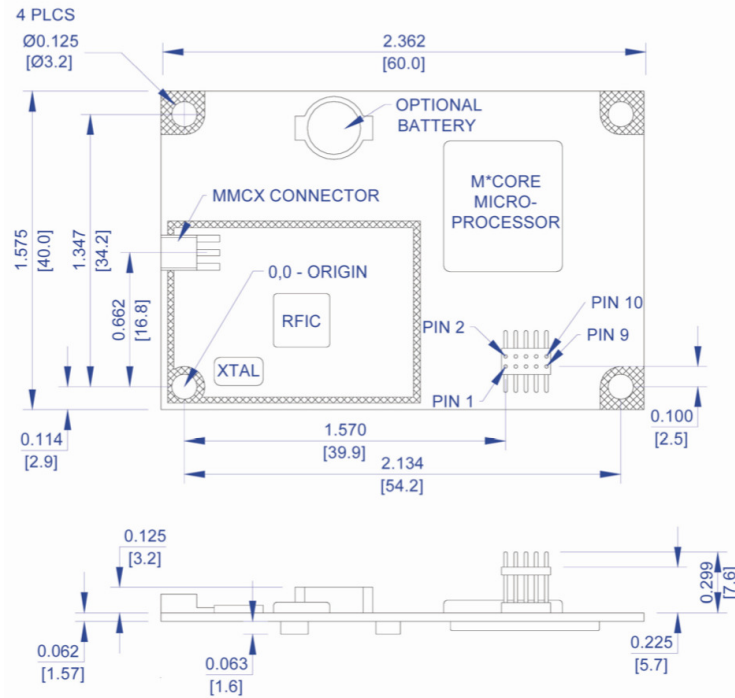 4 PLCS
Ø0.125
[Ø3.2]
2.362
[60.0]
OPTIONAL
BATTERY
M*CORE
MICRO-
PROCESSOR
MMCX CONNECTOR
1.575
[40.0]
1.347
[34.2]
0,0 - ORIGIN
0.662
[16.8]
RFIC
PIN 10
PIN 2
PIN 9
XTAL
PIN 1
0.114
[2.9]
1.570
[39.9]
0.100
[2.5]
2.134
[54.2]
0.125
[3.2]
0.299
[7.6]
0.062
[1.57]
0.063
[1.6]
0.225
[5.7]